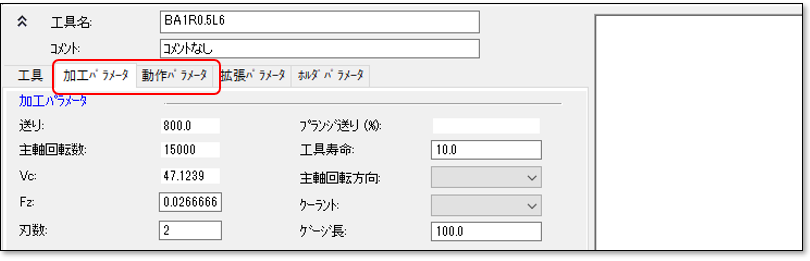 工具名: BA1R0.5L6
ｺﾒﾝﾄ: ｺﾒﾝﾄなし
工具 加工ﾊﾟﾗﾒｰﾀ 動作ﾊﾟﾗﾒｰﾀ 拡張ﾊﾟﾗﾒｰﾀ ﾎﾙﾀﾞﾊﾟﾗﾒｰﾀ
加工ﾊﾟﾗﾒｰﾀ
送り: 800.0 ﾌﾟﾗﾝｼﾞ送り(%):
主軸回転数: 15000 工具寿命: 10.0
Vc: 47.1239 主軸回転方向:
Fz: 0.0266666 ｸｰﾗﾝﾄ:
刃数: 2 ｹﾞｰｼﾞ長: 100.0